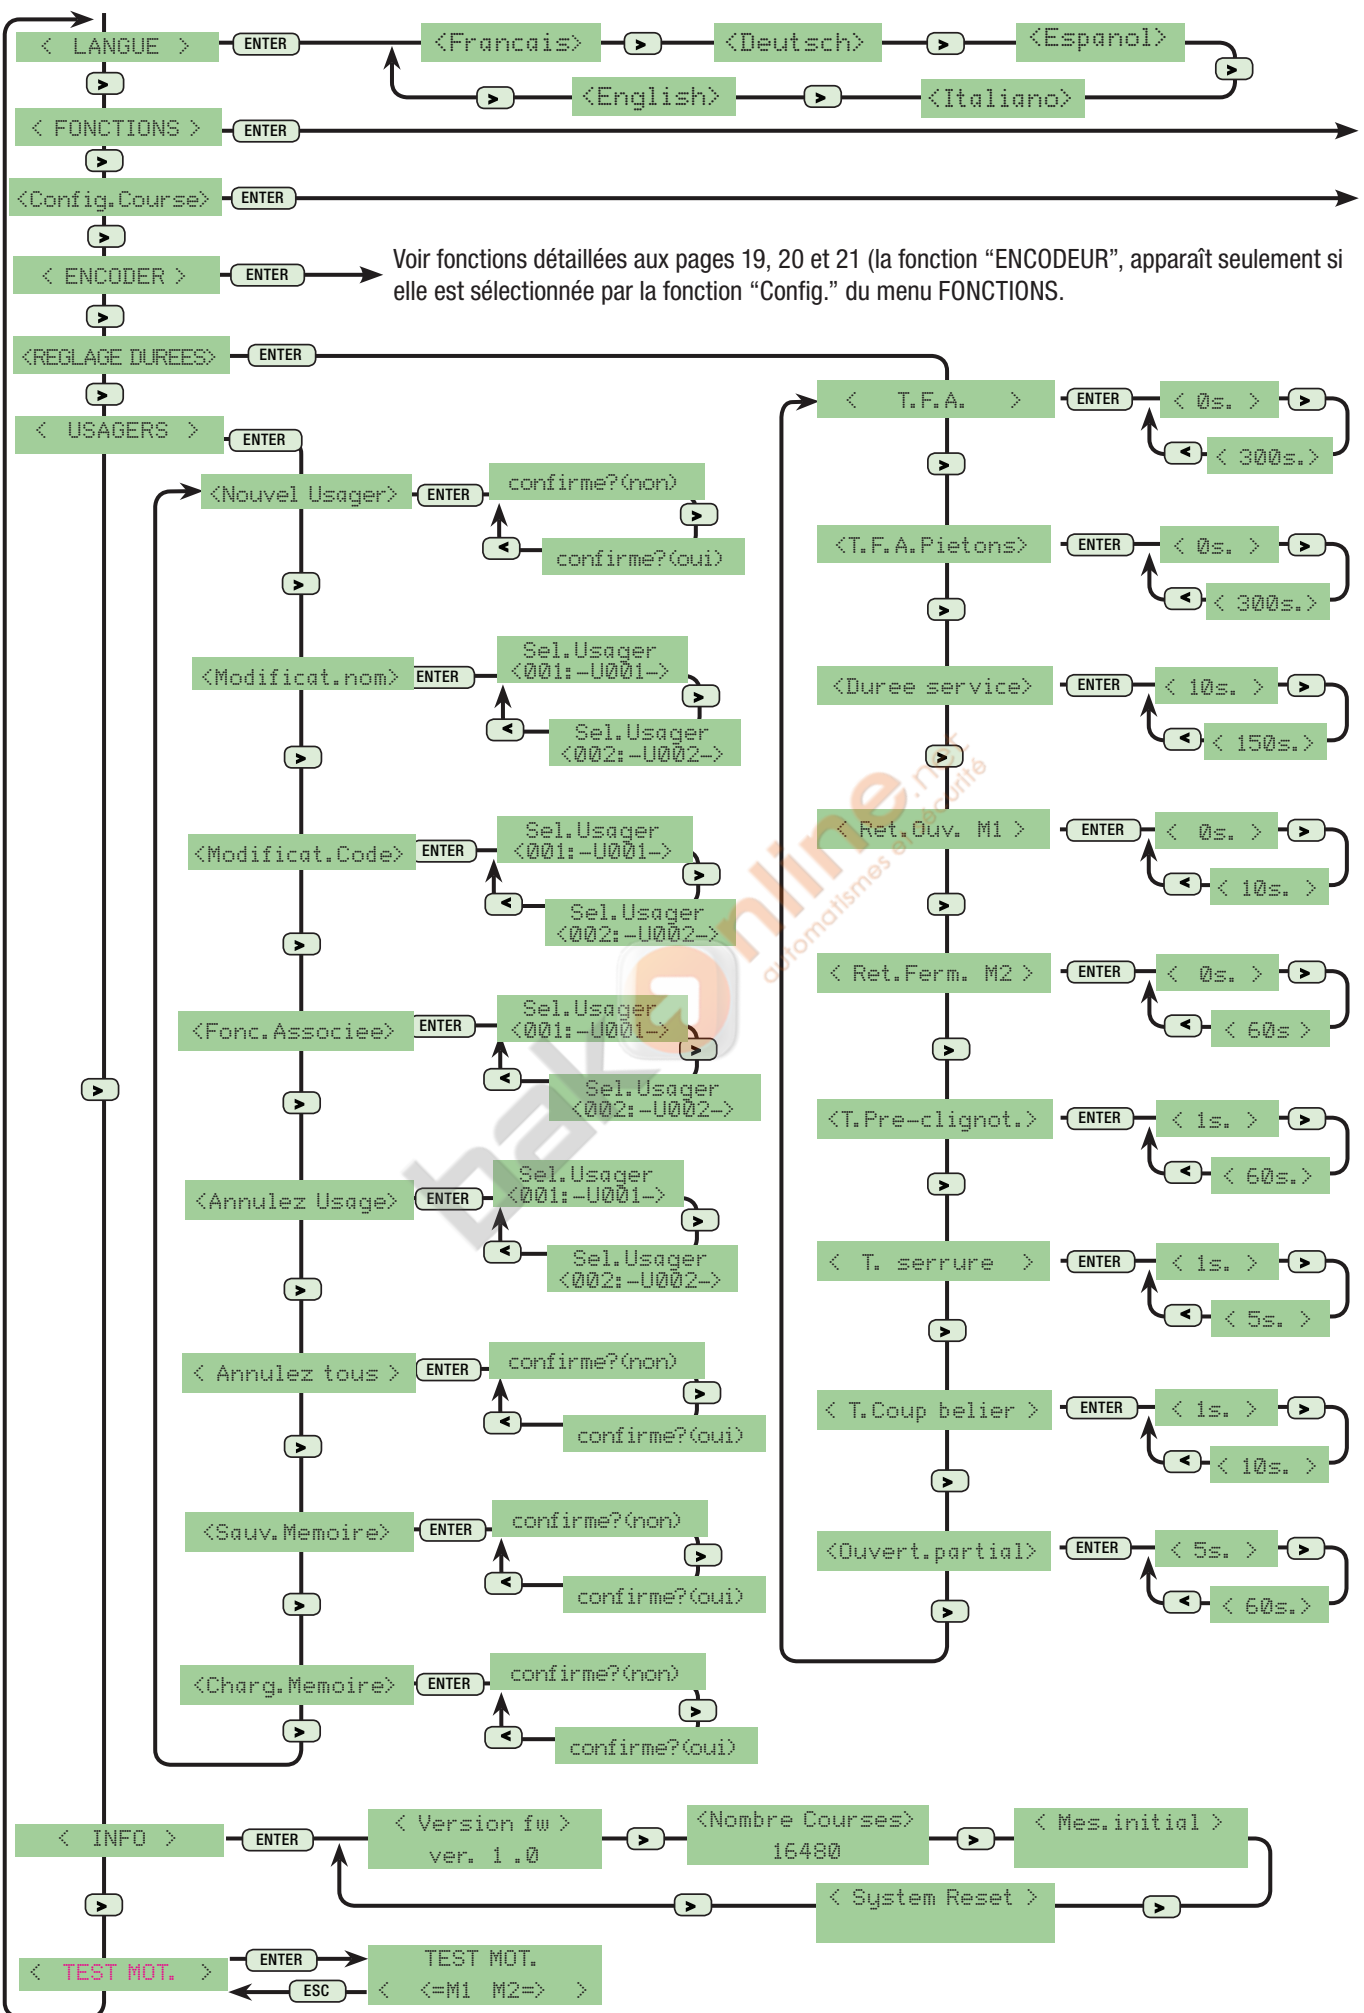 < LANGUE > ENTER <Francais> > <Deutsch> > <Espanol>
>
<English> > <Italiano> >
>
< FONCTIONS > ENTER
>
<Config.Course> ENTER
>
< ENCODER > ENTER
Voir fonctions détaillées aux pages 19, 20 et 21 (la fonction “ENCODEUR”, apparaît seulement si
elle est sélectionnée par la fonction “Config.” du menu FONCTIONS.
>
<REGLAGE DUREES> ENTER
>
< USAGERS > ENTER
>
<Nouvel Usager> ENTER confirme?(non)
>
< confirme?(oui)
>
<Modificat.nom> ENTER Sel.Usager
<001:-U001->
>
< Sel.Usager
<002:-U002->
>
<Modificat.Code> ENTER Sel.Usager
<001:-U001->
>
< Sel.Usager
<002:-U002->
>
<Fonc.Associee> ENTER Sel.Usager
<001:-U001->
>
< Sel.Usager
<002:-U002->
>
<Annulez Usage> ENTER Sel.Usager
<001:-U001->
>
< Sel.Usager
<002:-U002->
>
< Annulez tous > ENTER confirme?(non)
>
< confirme?(oui)
>
<Sauv.Memoire> ENTER confirme?(non)
>
< confirme?(oui)
>
<Charg.Memoire> ENTER confirme?(non)
>
< confirme?(oui)
>
< T.F.A. > ENTER < 0s. > >
< < 300s.>
>
<T.F.A.Pietons> ENTER < 0s. > >
< < 300s.>
>
<Duree service> ENTER < 10s. > >
< < 150s.>
>
< Ret.Ouv. M1 > ENTER < 0s. > >
< < 10s. >
>
< Ret.Ferm. M2 > ENTER < 0s. > >
< < 60s >
>
<T.Pre-clignot.> ENTER < 1s. > >
< < 60s.>
>
< T. serrure > ENTER < 1s. > >
< < 5s. >
>
< T.Coup belier > ENTER < 1s. > >
< < 10s. >
>
<Ouvert.partial> ENTER < 5s. > >
< < 60s.>
>
bakonline.net
automatismes et sécurité
< INFO > ENTER < Version fw >
ver. 1 .0
>
<Nombre Courses>
16480
>
< Mes.initial >
>
< System Reset >
>
>
< TEST MOT. > ENTER TEST MOT.
ESC < <=M1 M2=> >